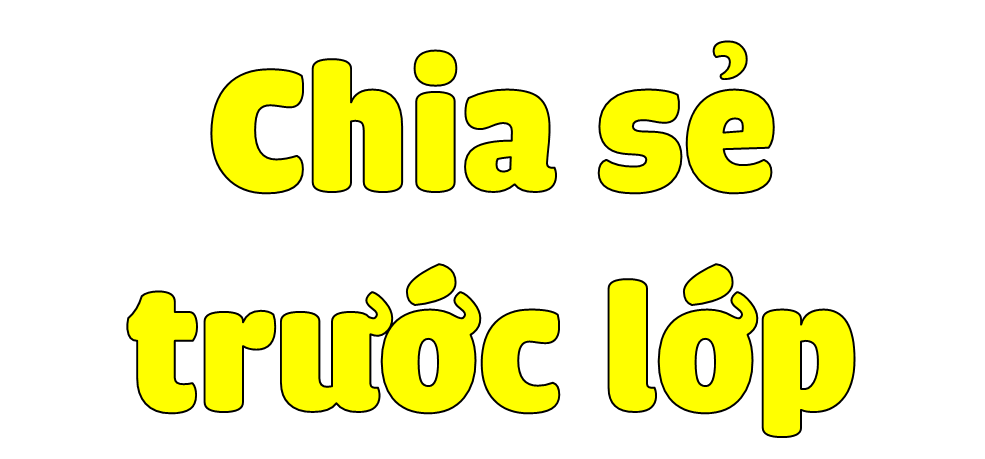 Chia sẻ
trước lớp